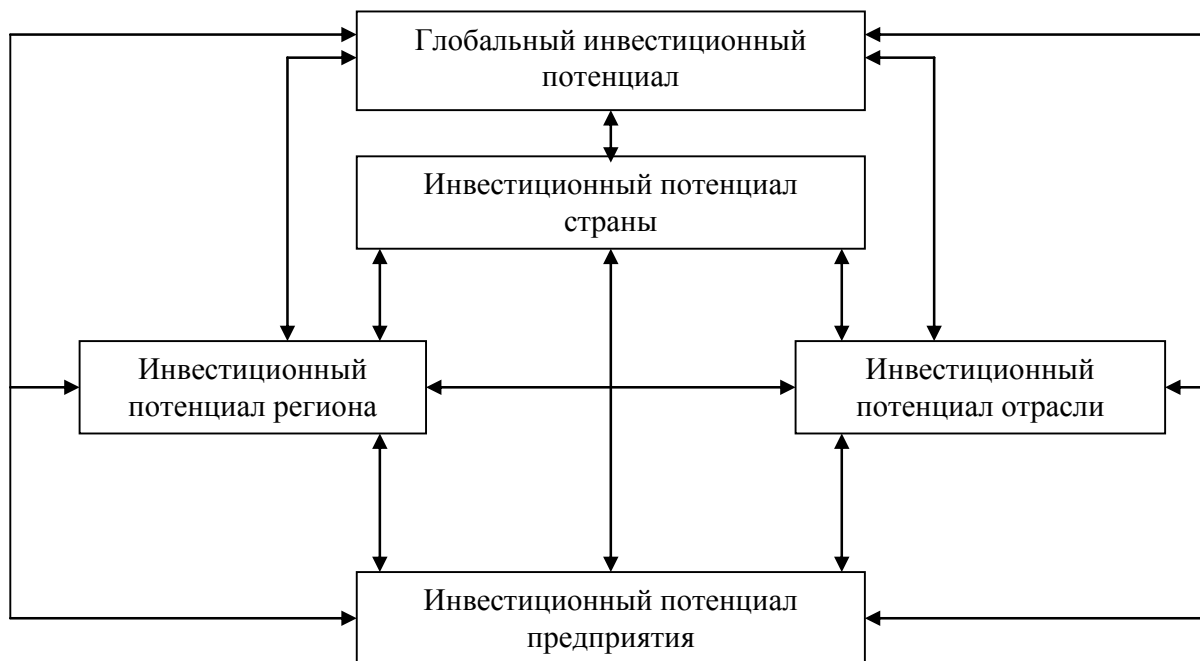 Глобальный инвестиционный
потенциал
Инвестиционный потенциал
страны
Инвестиционный
потенциал региона
Инвестиционный
потенциал отрасли
Инвестиционный потенциал
предприятия